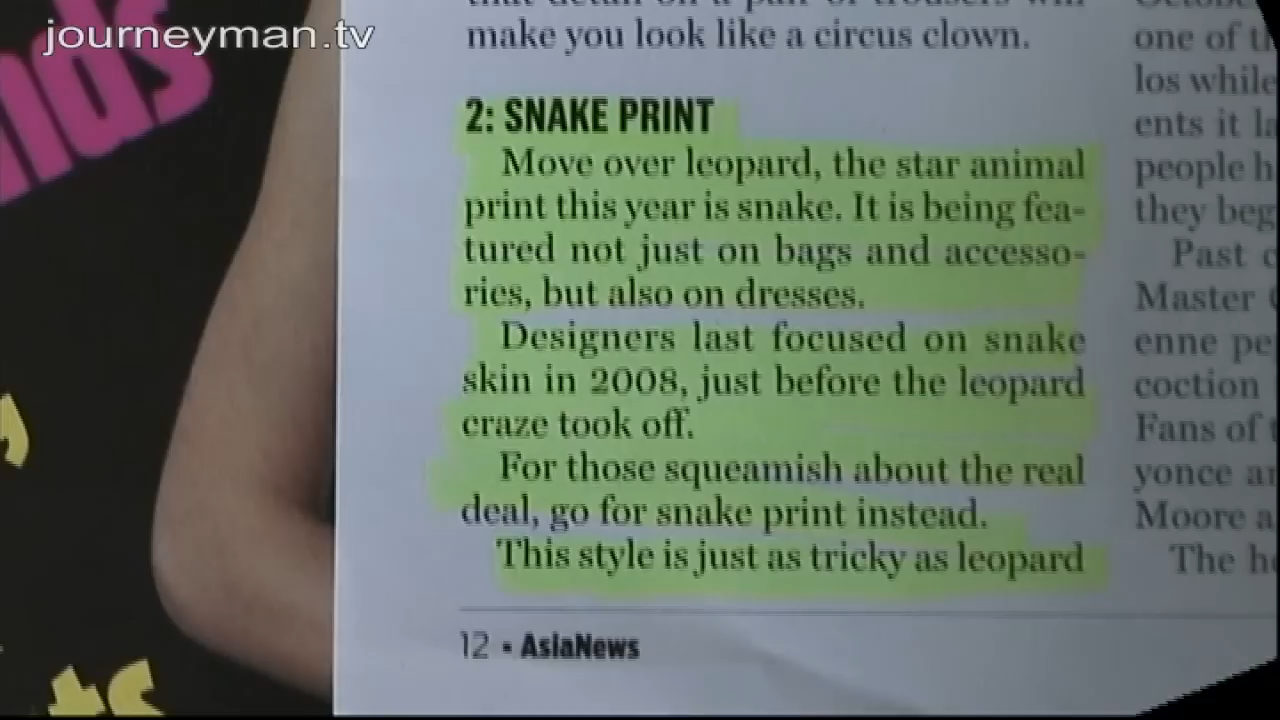 journeyman.tv
make you look like a circus clown.
2: SNAKE PRINT
Move over leopard, the star animal
print this year is snake. It is being fea-
tured not just on bags and accesso-
ries, but also on dresses.
Designers last focused on snake
skin in 2008, just before the leopard
craze took off.
For those squeamish about the real
deal, go for snake print instead.
This style is just as tricky as leopard
12 ▪ AsiaNews
one of
los while
ents it
people
they
Past
Master
enne
coction
Fans of
yonce
Moore
The